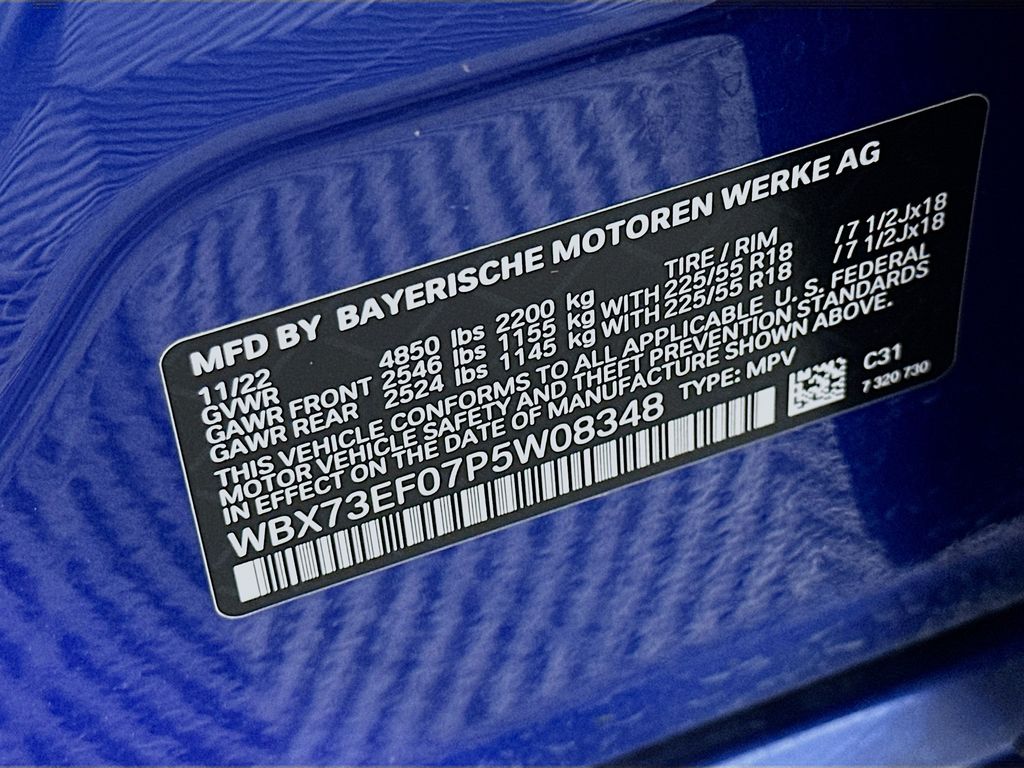 MFD BY BAYERISCHE MOTOREN WERKE AG
11/22 TIRE / RIM
GVWR 4850 lbs 2200 kg WITH 225/55 R18 / 7 1/2Jx18
GAWR FRONT 2546 lbs 1155 kg WITH 225/55 R18 / 7 1/2Jx18
GAWR REAR 2524 lbs 1145 kg
THIS VEHICLE CONFORMS TO ALL APPLICABLE U. S. FEDERAL
MOTOR VEHICLE SAFETY AND THEFT PREVENTION STANDARDS
IN EFFECT ON THE DATE OF MANUFACTURE SHOWN ABOVE.
WBX73EF07P5W08348 TYPE: MPV C31
7 320 730